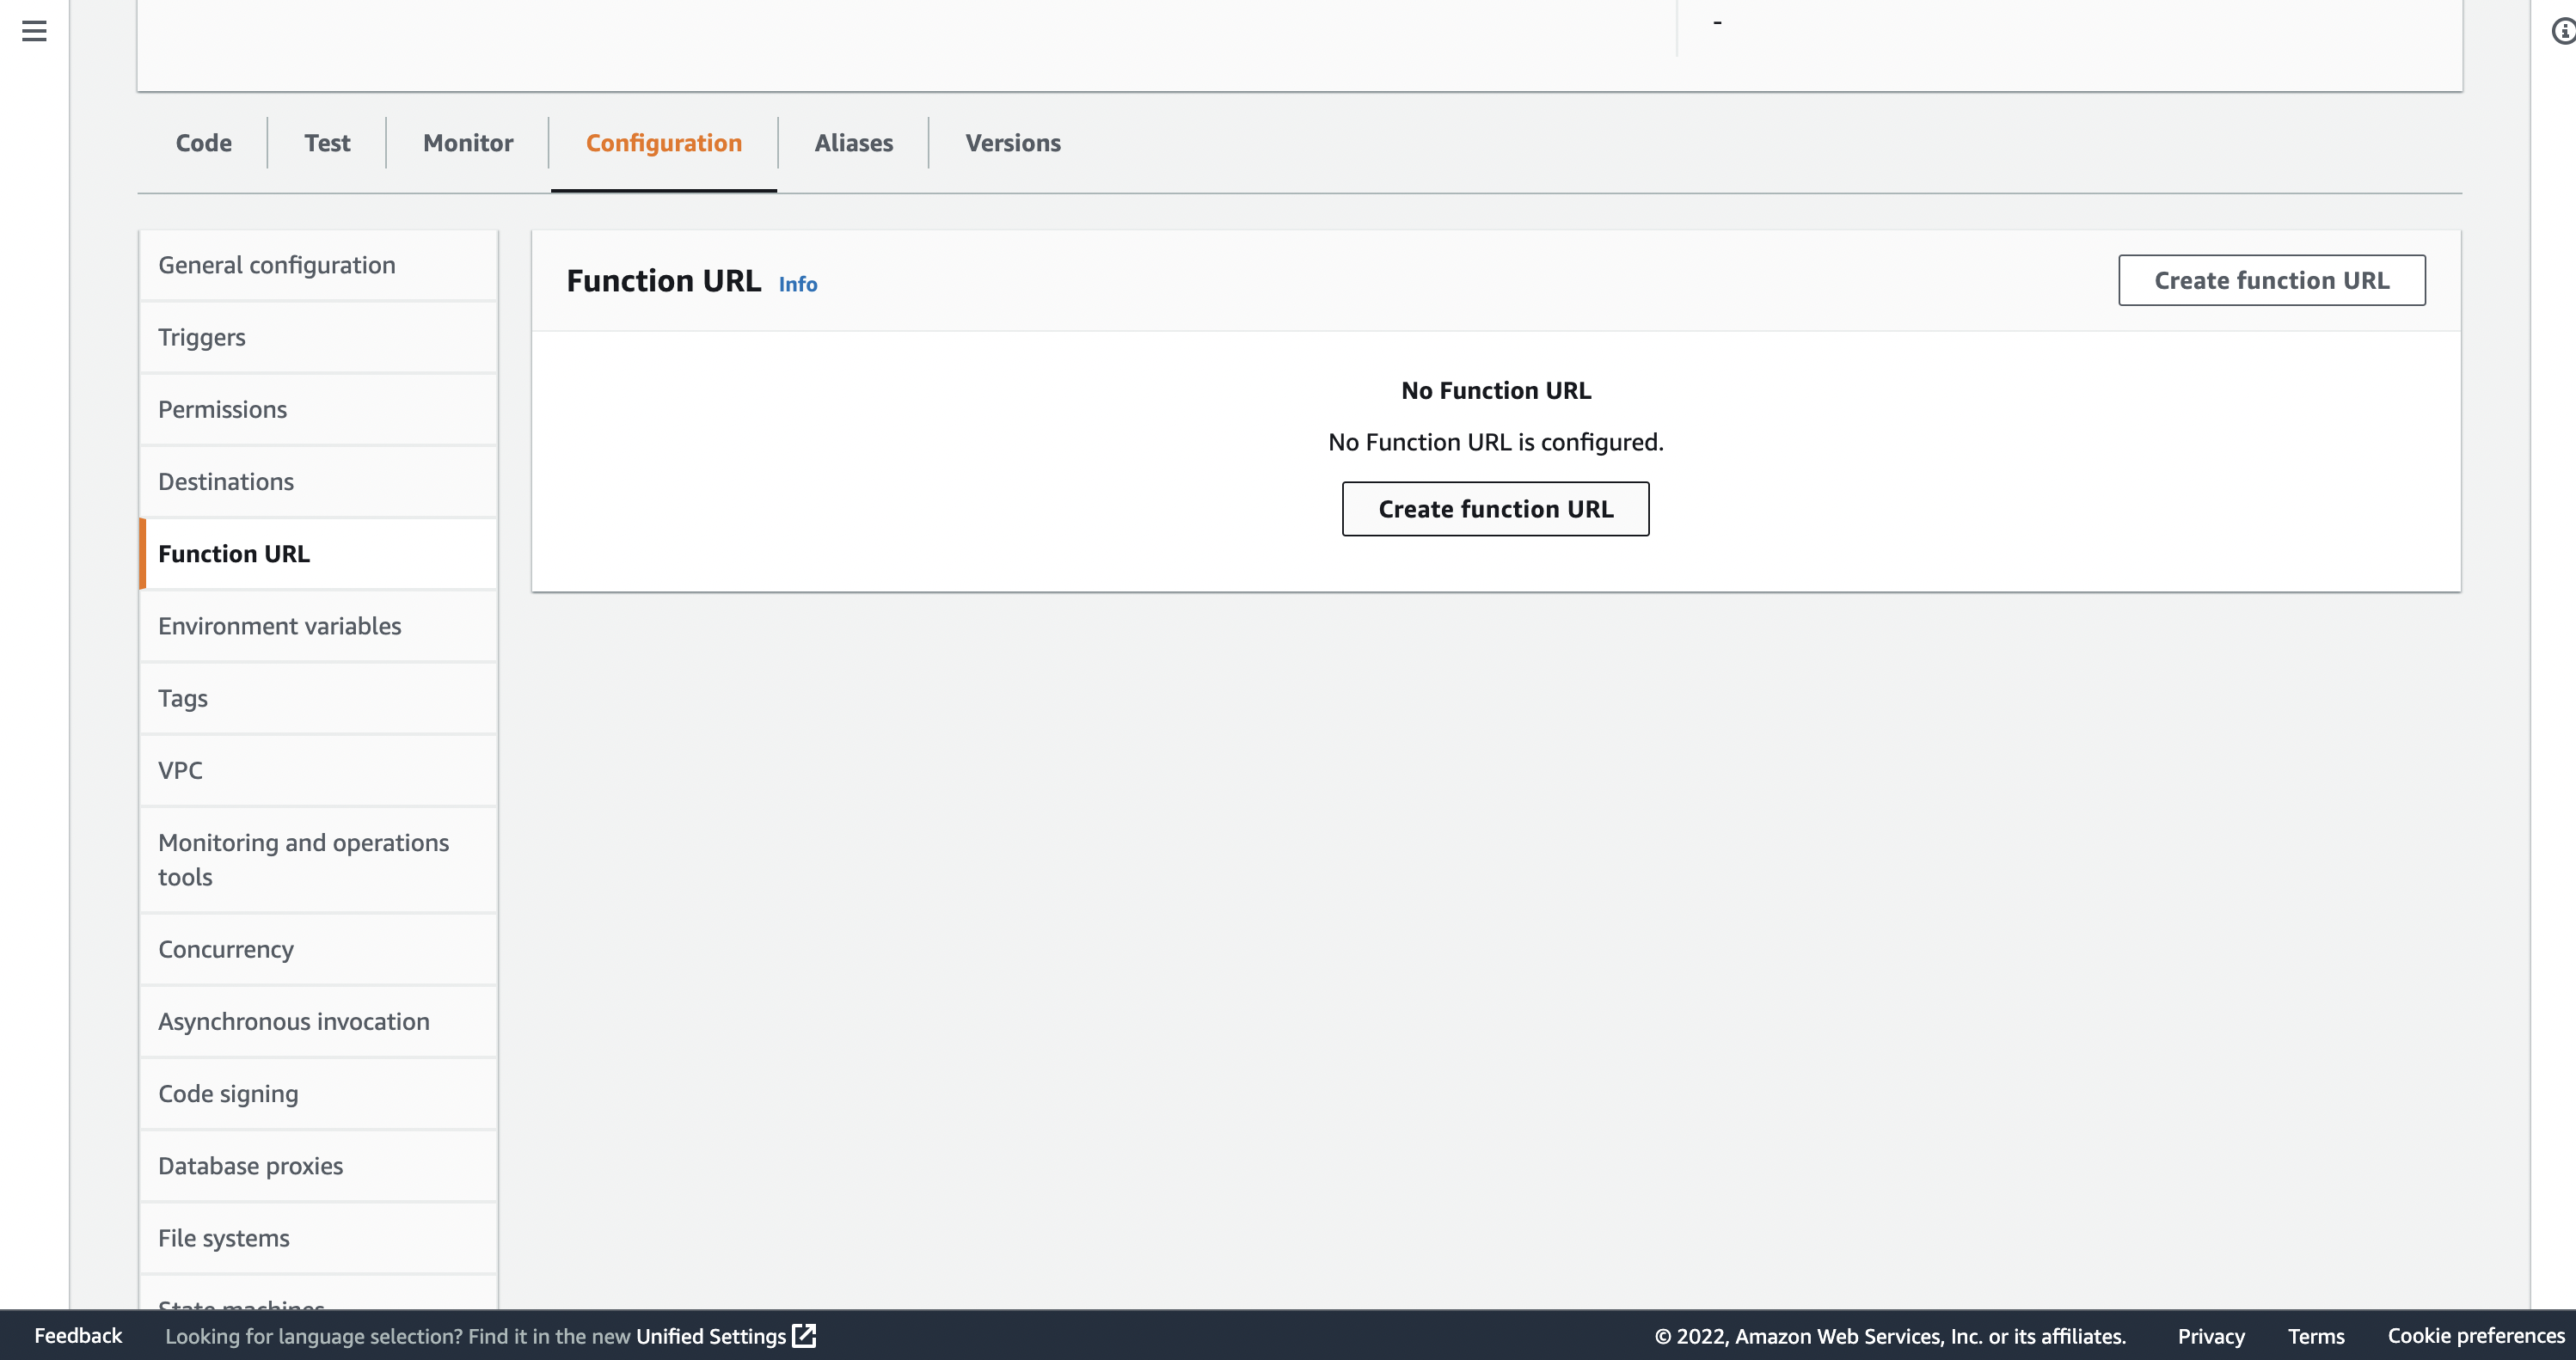 -
Code
Test
Monitor
Configuration
Aliases
Versions
General configuration
Triggers
Permissions
Destinations
Function URL
Environment variables
Tags
VPC
Monitoring and operations
tools
Concurrency
Asynchronous invocation
Code signing
Database proxies
File systems
State machines
Function URL Info
Create function URL
No Function URL
No Function URL is configured.
Create function URL
Feedback
Looking for language selection? Find it in the new Unified Settings
© 2022, Amazon Web Services, Inc. or its affiliates.
Privacy
Terms
Cookie preferences